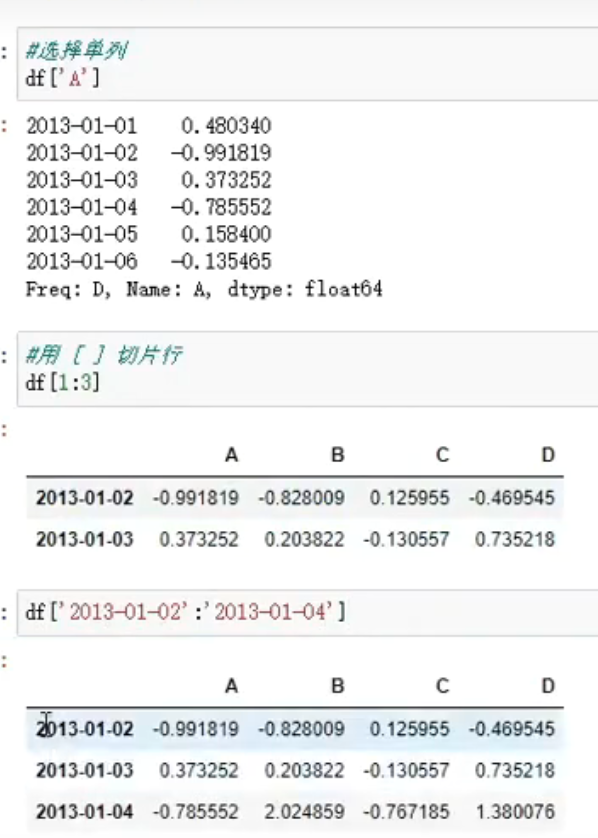 : #选择单列
df['A']
: 2013-01-01 0.480340
2013-01-02 -0.991819
2013-01-03 0.373252
2013-01-04 -0.785552
2013-01-05 0.158400
2013-01-06 -0.135465
Freq: D, Name: A, dtype: float64
: #用 [ ] 切片行
df[1:3]
:
A B C D
2013-01-02 -0.991819 -0.828009 0.125955 -0.469545
2013-01-03 0.373252 0.203822 -0.130557 0.735218
: df['2013-01-02':'2013-01-04']
:
A B C D
2013-01-02 -0.991819 -0.828009 0.125955 -0.469545
2013-01-03 0.373252 0.203822 -0.130557 0.735218
2013-01-04 -0.785552 2.024859 -0.767185 1.380076